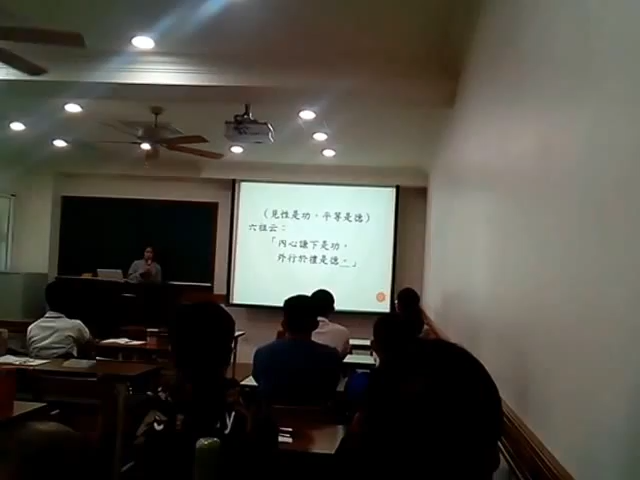 （見性是功，平等是德）
六祖云：
「內心謙下是功，
外行於禮是德。」